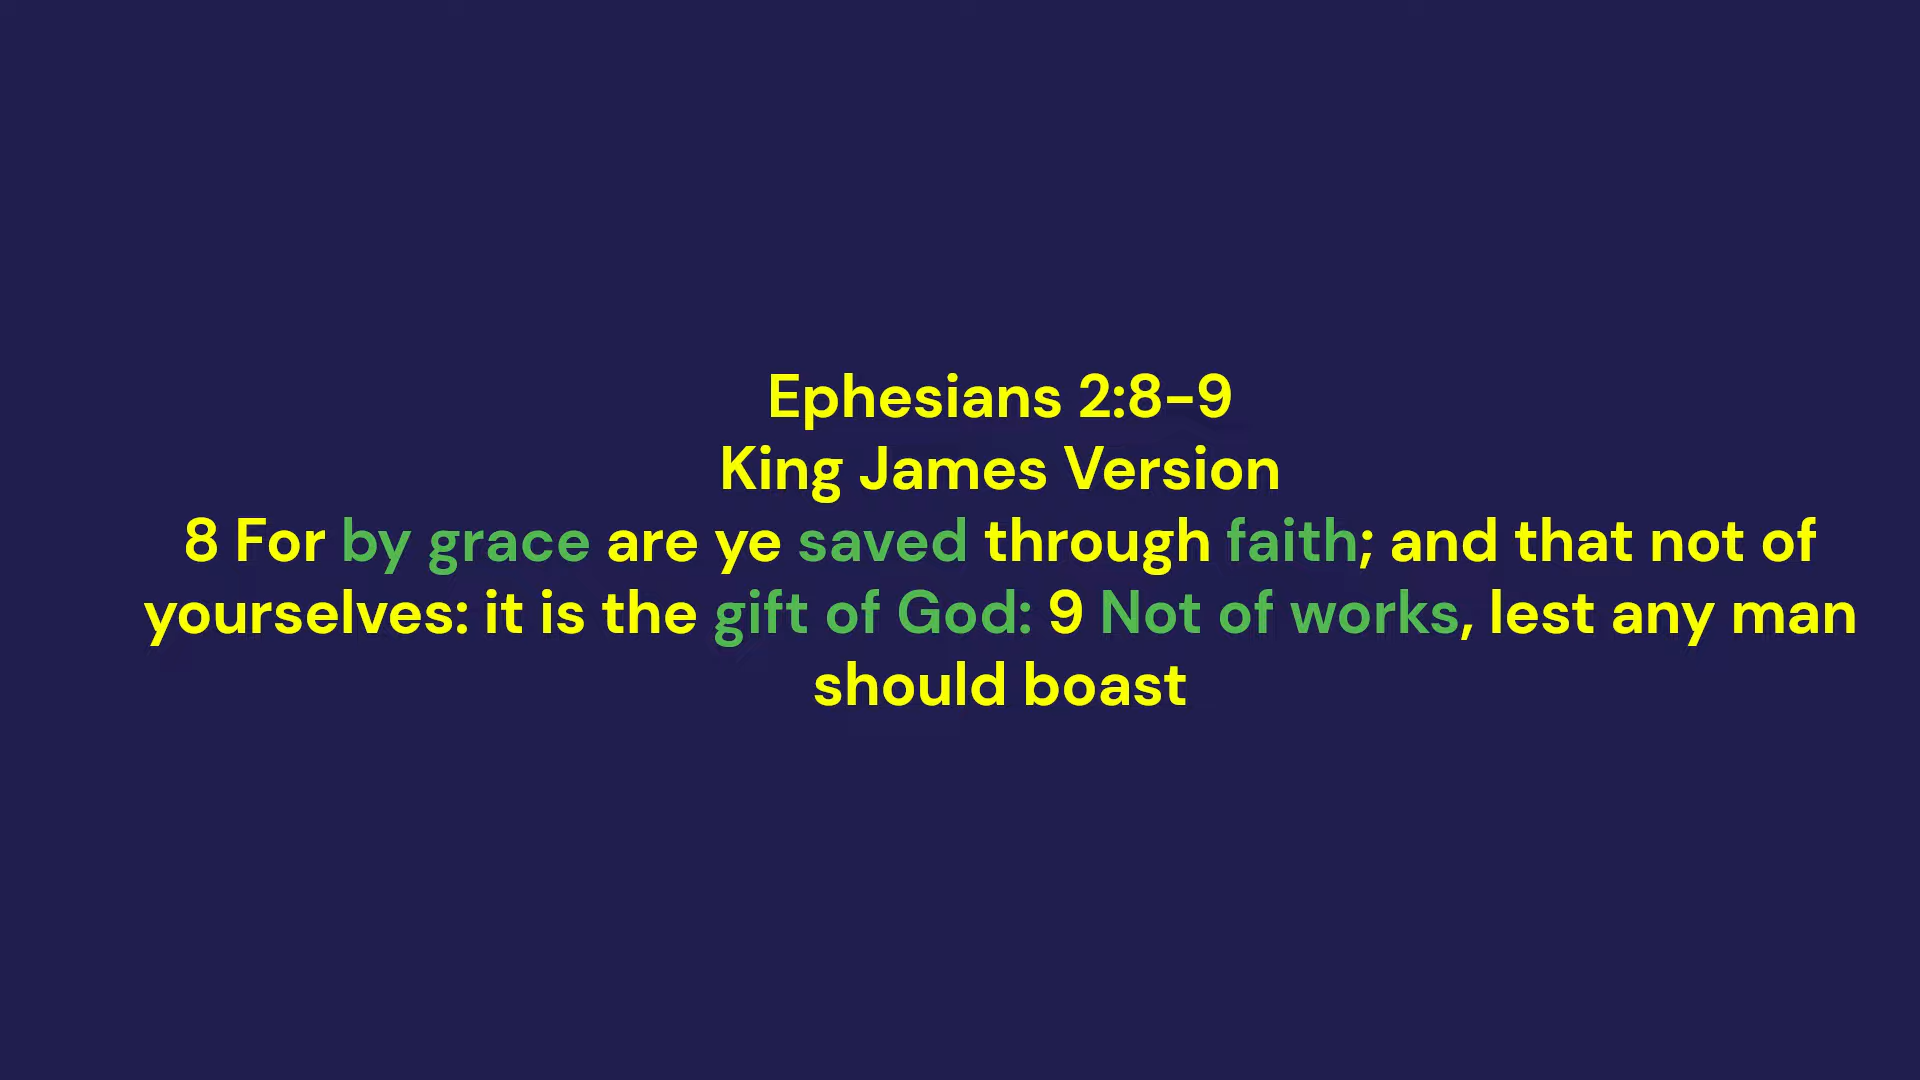 Ephesians 2:8-9
King James Version
8 For by grace are ye saved through faith; and that not of
yourselves: it is the gift of God: 9 Not of works, lest any man
should boast